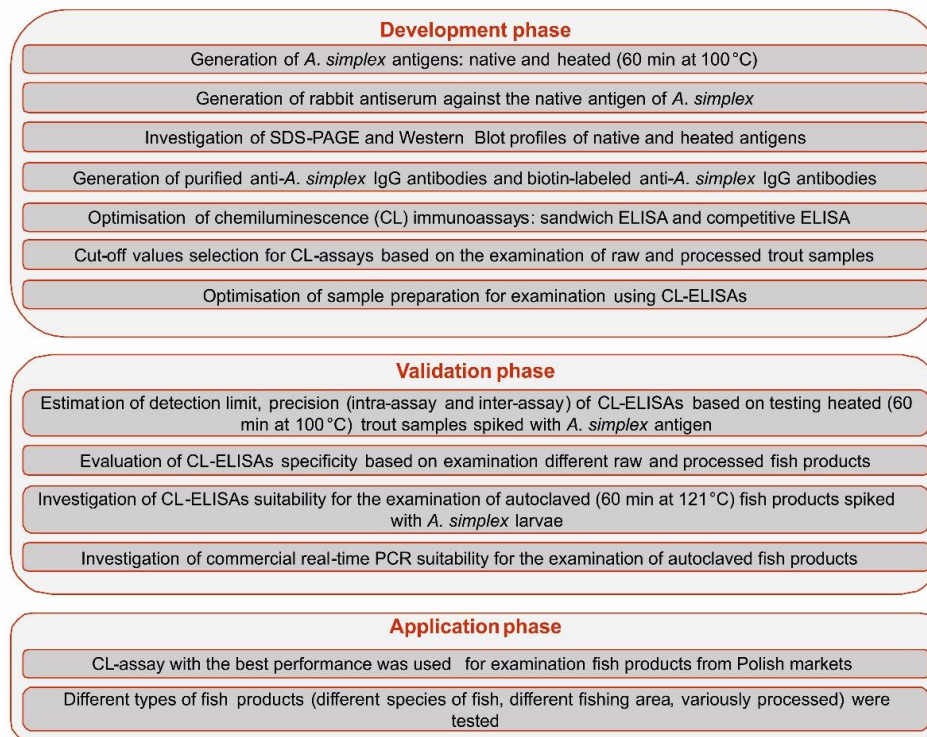 Development phase
Generation of A. simplex antigens: native and heated (60 min at 100°C)
Generation of rabbit antiserum against the native antigen of A. simplex
Investigation of SDS-PAGE and Western Blot profiles of native and heated antigens
Generation of purified anti-A. simplex IgG antibodies and biotin-labeled anti-A. simplex IgG antibodies
Optimisation of chemiluminescence (CL) immunoassays: sandwich ELISA and competitive ELISA
Cut-off values selection for CL-assays based on the examination of raw and processed trout samples
Optimisation of sample preparation for examination using CL-ELISAs
Validation phase
Estimation of detection limit, precision (intra-assay and inter-assay) of CL-ELISAs based on testing heated (60
min at 100°C) trout samples spiked with A. simplex antigen
Evaluation of CL-ELISAs specificity based on examination different raw and processed fish products
Investigation of CL-ELISAs suitability for the examination of autoclaved (60 min at 121°C) fish products spiked
with A. simplex larvae
Investigation of commercial real-time PCR suitability for the examination of autoclaved fish products
Application phase
CL-assay with the best performance was used for examination fish products from Polish markets
Different types of fish products (different species of fish, different fishing area, variously processed) were
tested